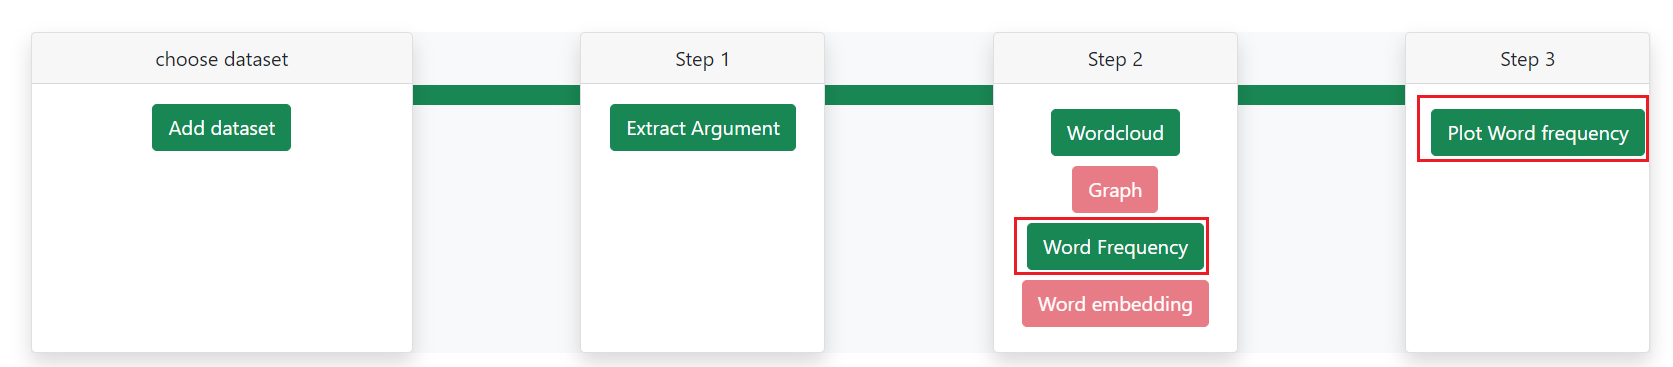 choose dataset
Add dataset
Step 1
Extract Argument
Step 2
Wordcloud
Graph
Word Frequency
Word embedding
Step 3
Plot Word frequency